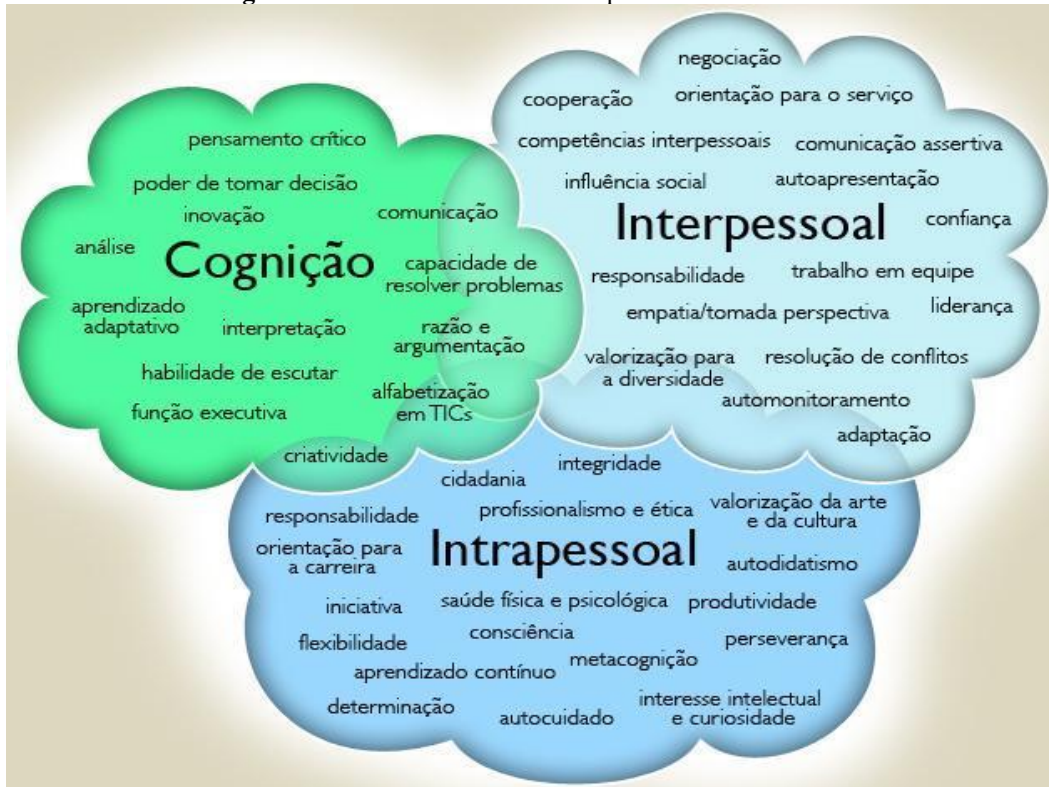 pensamento crítico
poder de tomar decisão
inovação
comunicação
análise
Cognição
capacidade de
resolver problemas
aprendizado
adaptativo
interpretação
razão e
argumentação
habilidade de escutar
função executiva
alfabetização
em TICs
criatividade
negociação
cooperação
orientação para o serviço
competências interpessoais
comunicação assertiva
influência social
autoapresentação
Interpessoal
confiança
responsabilidade
trabalho em equipe
empatia/tomada perspectiva
liderança
valorização para
a diversidade
resolução de conflitos
automonitoramento
adaptação
integridade
cidadania
responsabilidade
profissionalismo e ética
valorização da arte
e da cultura
orientação para
a carreira
Intrapessoal
autodidatismo
iniciativa
saúde física e psicológica
produtividade
flexibilidade
consciência
perseverança
aprendizado contínuo
metacognição
determinação
autocuidado
interesse intelectual
e curiosidade